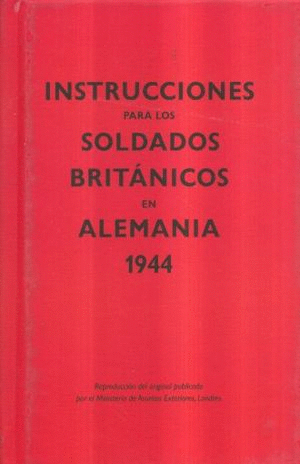 INSTRUCCIONES
PARA LOS
SOLDADOS
BRITÁNICOS
EN
ALEMANIA
1944
Reproducción del original publicado
por el Ministerio de Asuntos Exteriores, Londres